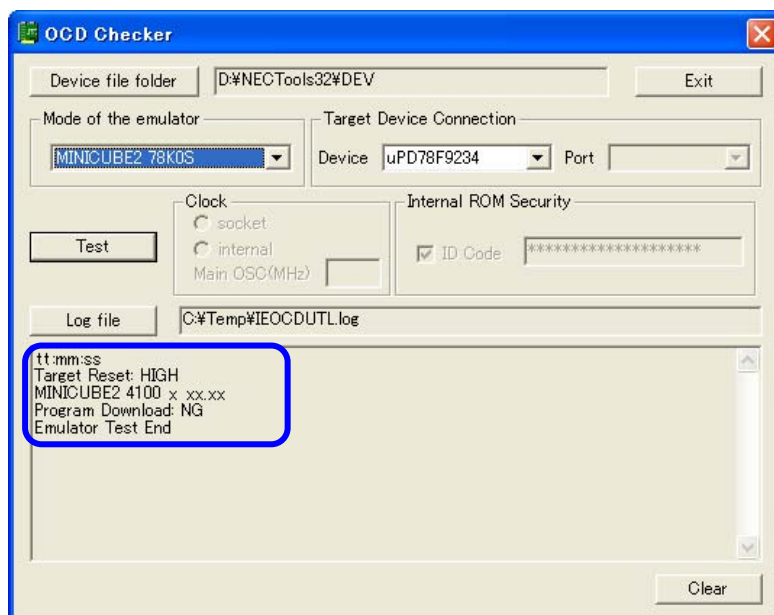 OCD Checker
Device file folder D:¥NECTools32¥DEV Exit
Mode of the emulator Target Device Connection
MINICUBE2 78K0S Device uPD78F9234 Port
Clock Internal ROM Security
socket
Test internal ID Code ********************
Main OSC(MHz)
Log file C:¥Temp¥IEOCDUTL.log
tt:mm:ss
Target Reset: HIGH
MINICUBE2 4100 x xx.xx
Program Download: NG
Emulator Test End
Clear